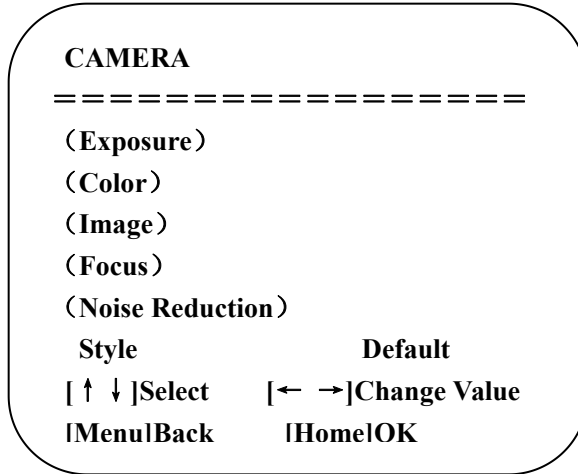 CAMERA
==================
（Exposure）
（Color）
（Image）
（Focus）
（Noise Reduction）
Style Default
[↑ ↓]Select [← →]Change Value
[Menu]Back [Home]OK